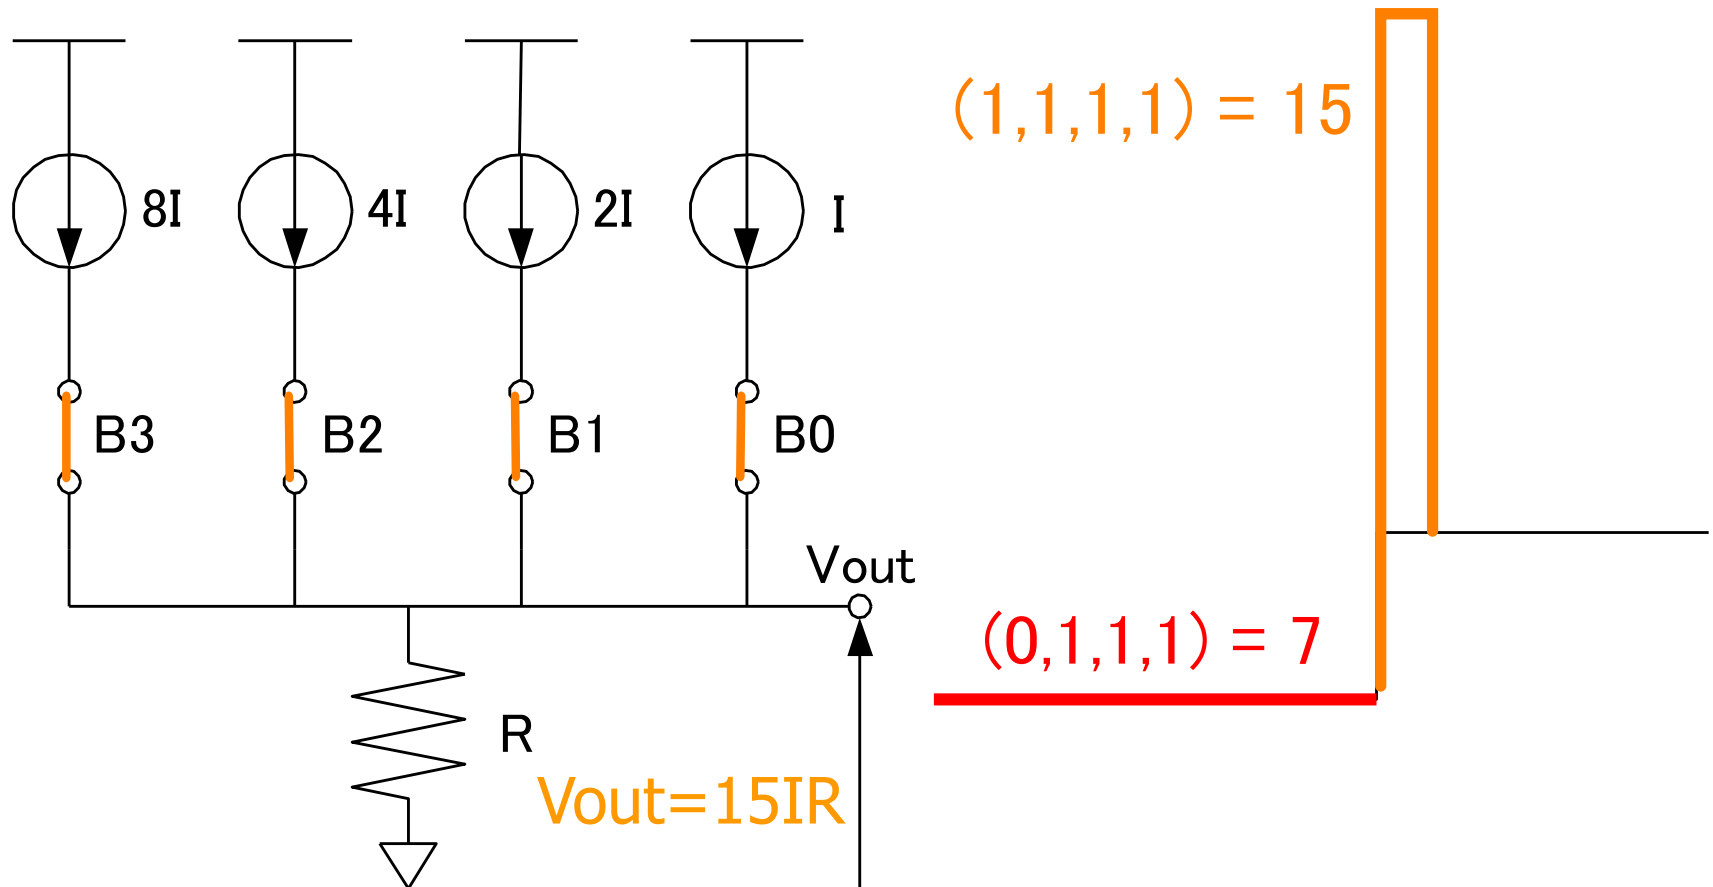 8I
4I
2I
I
(1,1,1,1) = 15
B3
B2
B1
B0
Vout
(0,1,1,1) = 7
R
Vout=15IR